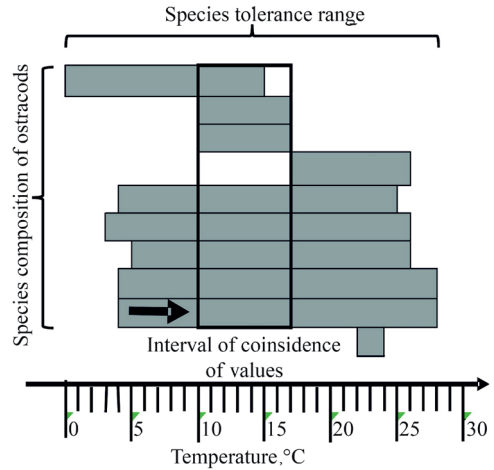 Species tolerance range
Species composition of ostracods
Interval of coinsidence
of values
0 5 10 15 20 25 30
Temperature,°C